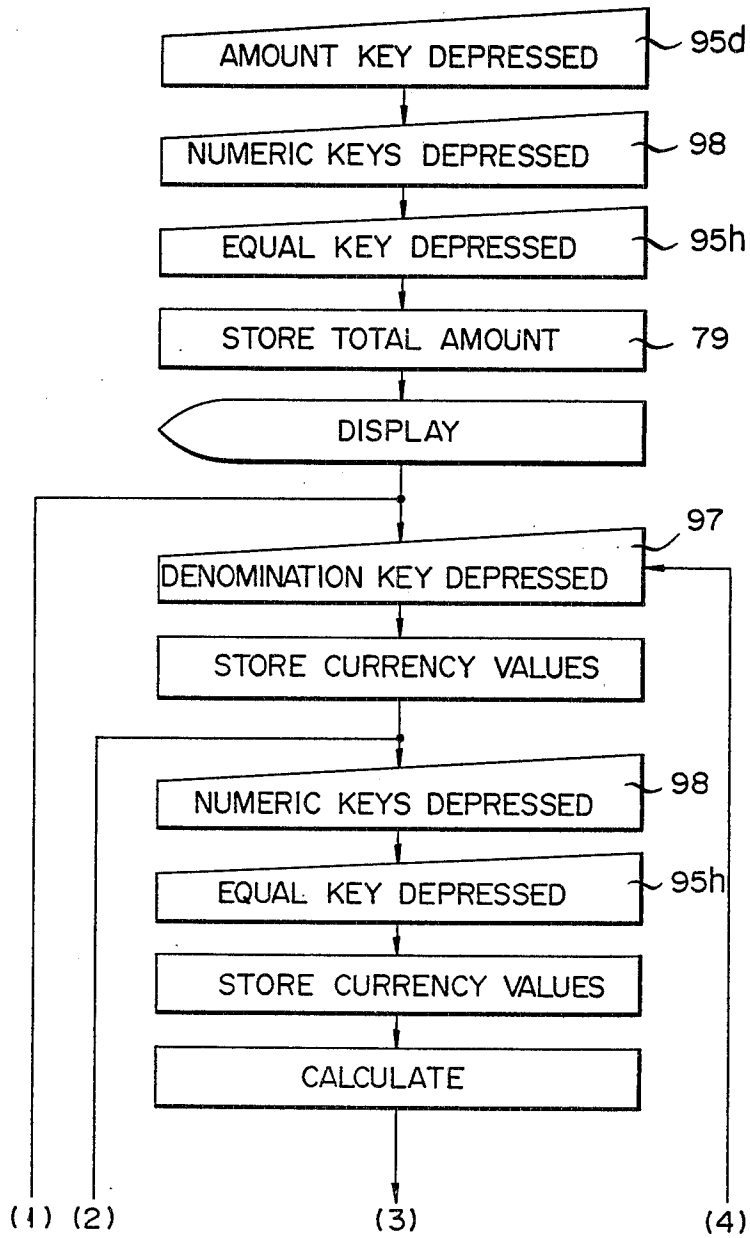 AMOUNT KEY DEPRESSED 95d
NUMERIC KEYS DEPRESSED 98
EQUAL KEY DEPRESSED 95h
STORE TOTAL AMOUNT 79
DISPLAY
97
DENOMINATION KEY DEPRESSED
STORE CURRENCY VALUES
NUMERIC KEYS DEPRESSED 98
EQUAL KEY DEPRESSED 95h
STORE CURRENCY VALUES
CALCULATE
(1) (2) (3) (4)